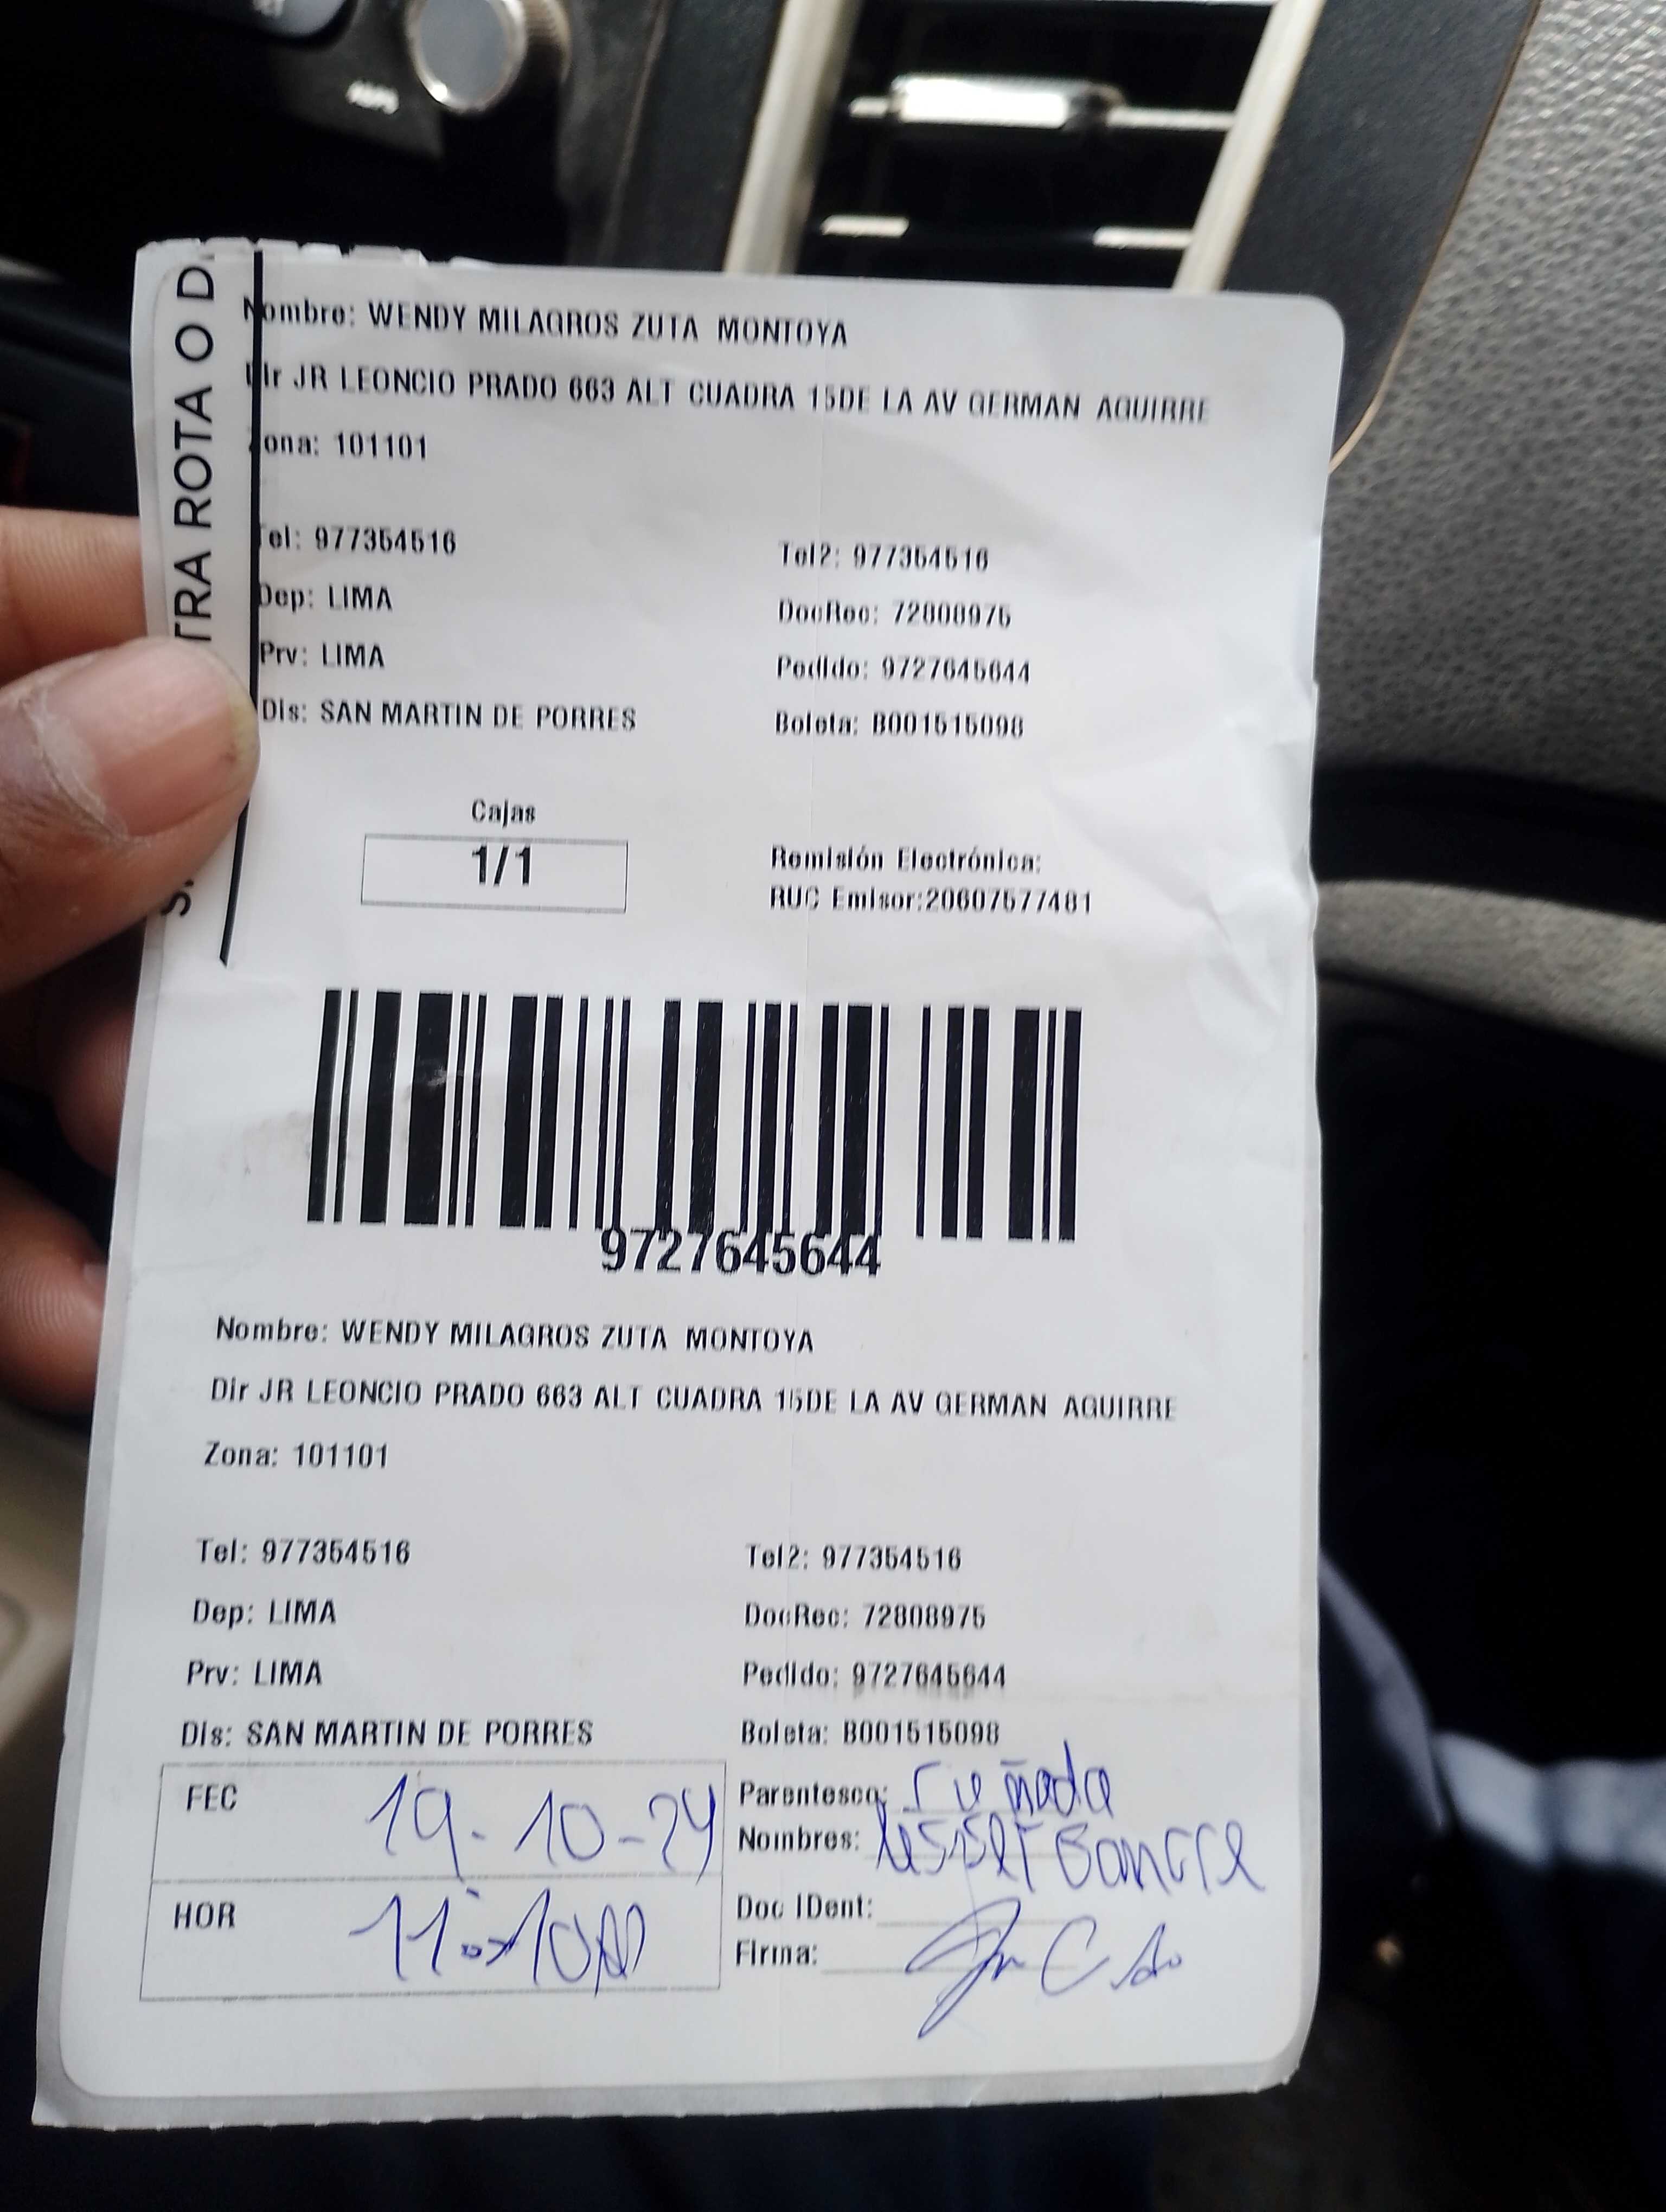 TRA ROTA O D
Nombre: WENDY MILAGROS ZUTA MONTOYA
Dir JR LEONCIO PRADO 663 ALT CUADRA 15DE LA AV GERMAN AGUIRRE
Zona: 101101
Tel: 977354516 Tel2: 977354516
Dep: LIMA DocRec: 72808975
Prv: LIMA Pedido: 9727645644
Dis: SAN MARTIN DE PORRES Boleta: B001515098
Cajas
1/1
Remisión Electrónica:
RUC Emisor:20607577481
9727645644
Nombre: WENDY MILAGROS ZUTA MONTOYA
Dir JR LEONCIO PRADO 663 ALT CUADRA 15DE LA AV GERMAN AGUIRRE
Zona: 101101
Tel: 977354516 Tel2: 977354516
Dep: LIMA DocRec: 72808975
Prv: LIMA Pedido: 9727645644
Dis: SAN MARTIN DE PORRES Boleta: B001515098
FEC 19-10-24
Parentesco: cuñada
Nombres:
HOR 11:10
Doc IDent:
Firma: